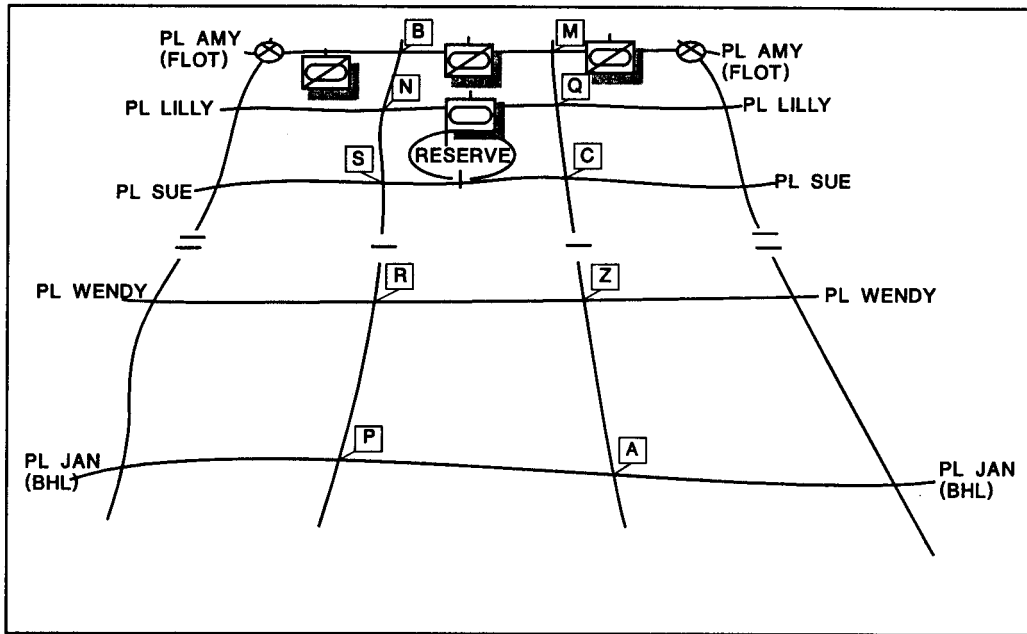 B
M
PL AMY
(FLOT)
PL AMY
(FLOT)
N
Q
PL LILLY
PL LILLY
S
RESERVE
C
PL SUE
PL SUE
R
Z
PL WENDY
PL WENDY
P
A
PL JAN
(BHL)
PL JAN
(BHL)